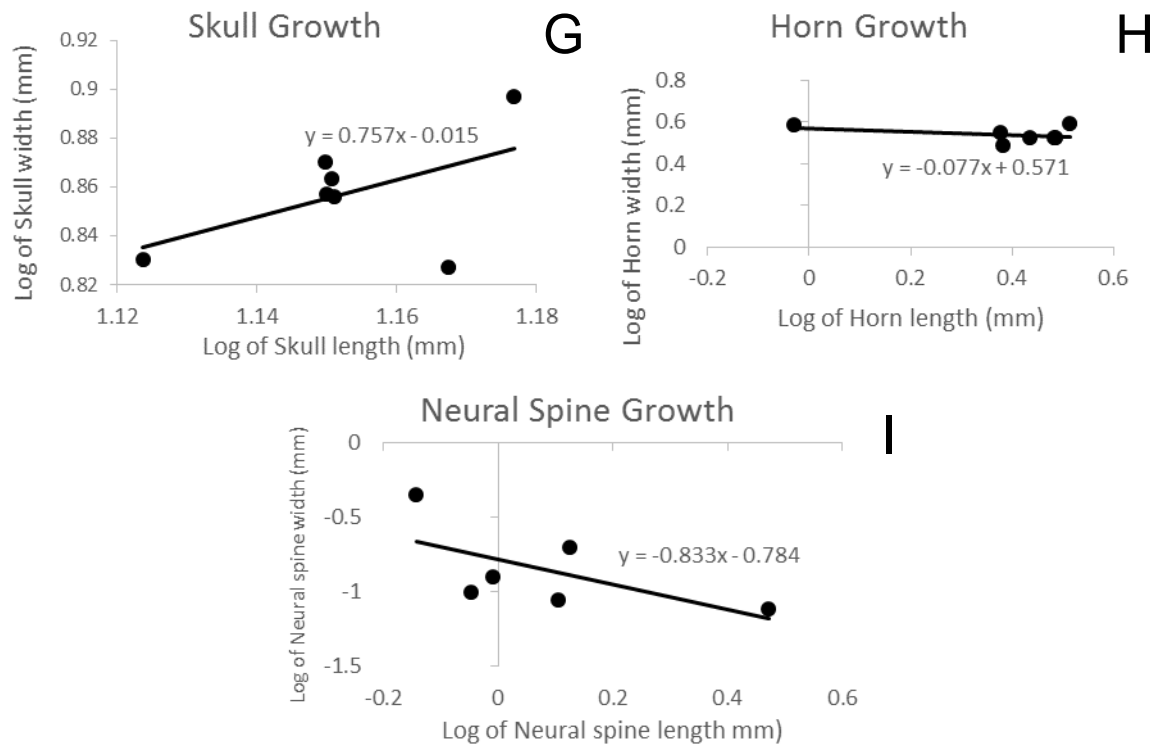 Skull Growth
G
Log of Skull width (mm)
0.92
0.9
0.88
0.86
0.84
0.82
y = 0.757x - 0.015
1.12
1.14
1.16
1.18
Log of Skull length (mm)
Horn Growth
H
Log of Horn width (mm)
0.8
0.6
0.4
0.2
0
y = -0.077x + 0.571
-0.2
0
0.2
0.4
0.6
Log of Horn length (mm)
Neural Spine Growth
I
Log of Neural spine width (mm)
0
-0.5
-1
-1.5
y = -0.833x - 0.784
-0.2
0
0.2
0.4
0.6
Log of Neural spine length mm)